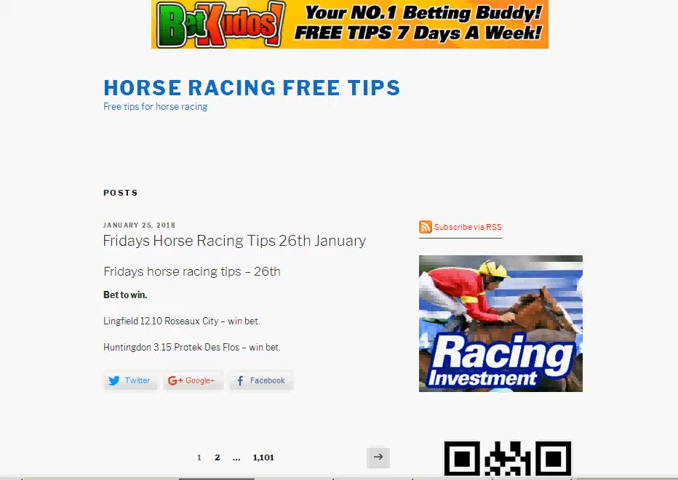 BetKudos!
Your NO.1 Betting Buddy!
FREE TIPS 7 Days A Week!
HORSE RACING FREE TIPS
Free tips for horse racing
POSTS
JANUARY 25, 2018
Fridays Horse Racing Tips 26th January
Fridays horse racing tips – 26th
Bet to win.
Lingfield 12.10 Roseaux City – win bet.
Huntingdon 3.15 Protek Des Flos – win bet.
Twitter
Google+
Facebook
1 2 ... 1,101 →
Subscribe via RSS
Racing
Investment